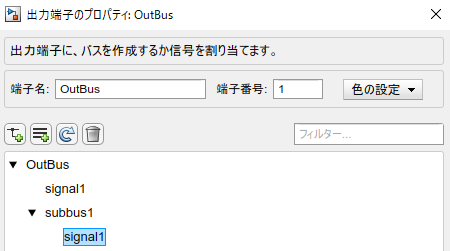 出力端子のプロパティ: OutBus
出力端子に、バスを作成するか信号を割り当てます。
端子名: OutBus 端子番号: 1 色の設定
フィルター...
OutBus
signal1
subbus1
signal1